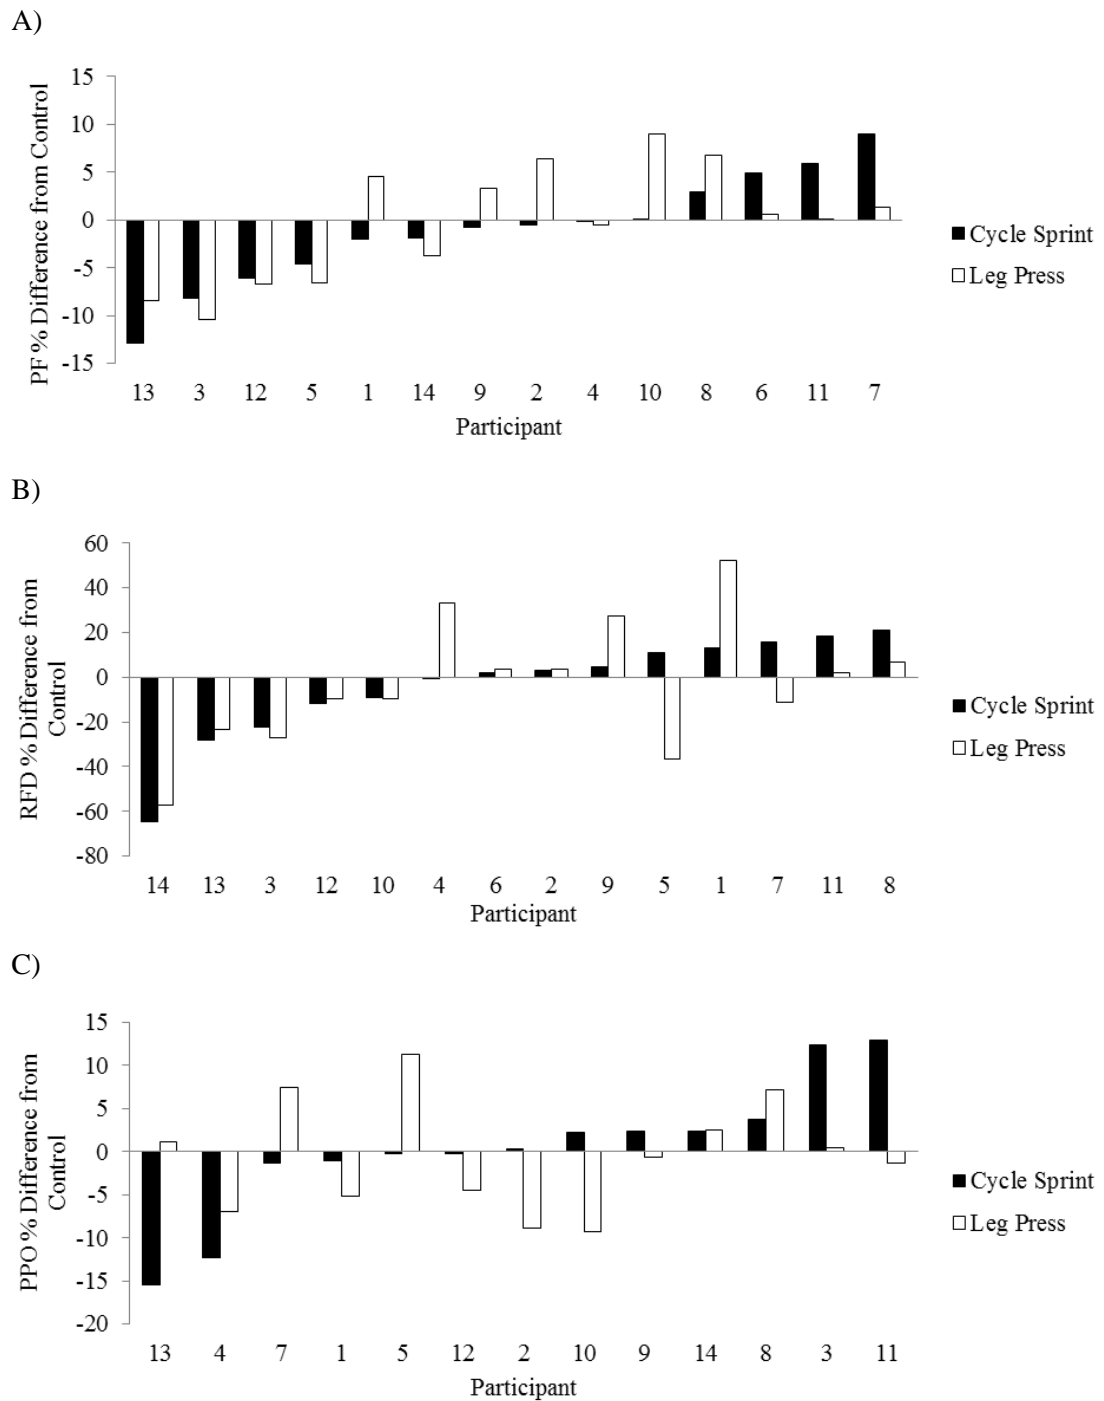 A)
PF % Difference from Control
15
10
5
0
-5
-10
-15
13 3 12 5 1 14 9 2 4 10 8 6 11 7
Participant
Cycle Sprint
Leg Press
B)
RFD % Difference from
Control
60
40
20
0
-20
-40
-60
-80
14 13 3 12 10 4 6 2 9 5 1 7 11 8
Participant
Cycle Sprint
Leg Press
C)
PPO % Difference from
Control
15
10
5
0
-5
-10
-15
-20
13 4 7 1 5 12 2 10 9 14 8 3 11
Participant
Cycle Sprint
Leg Press